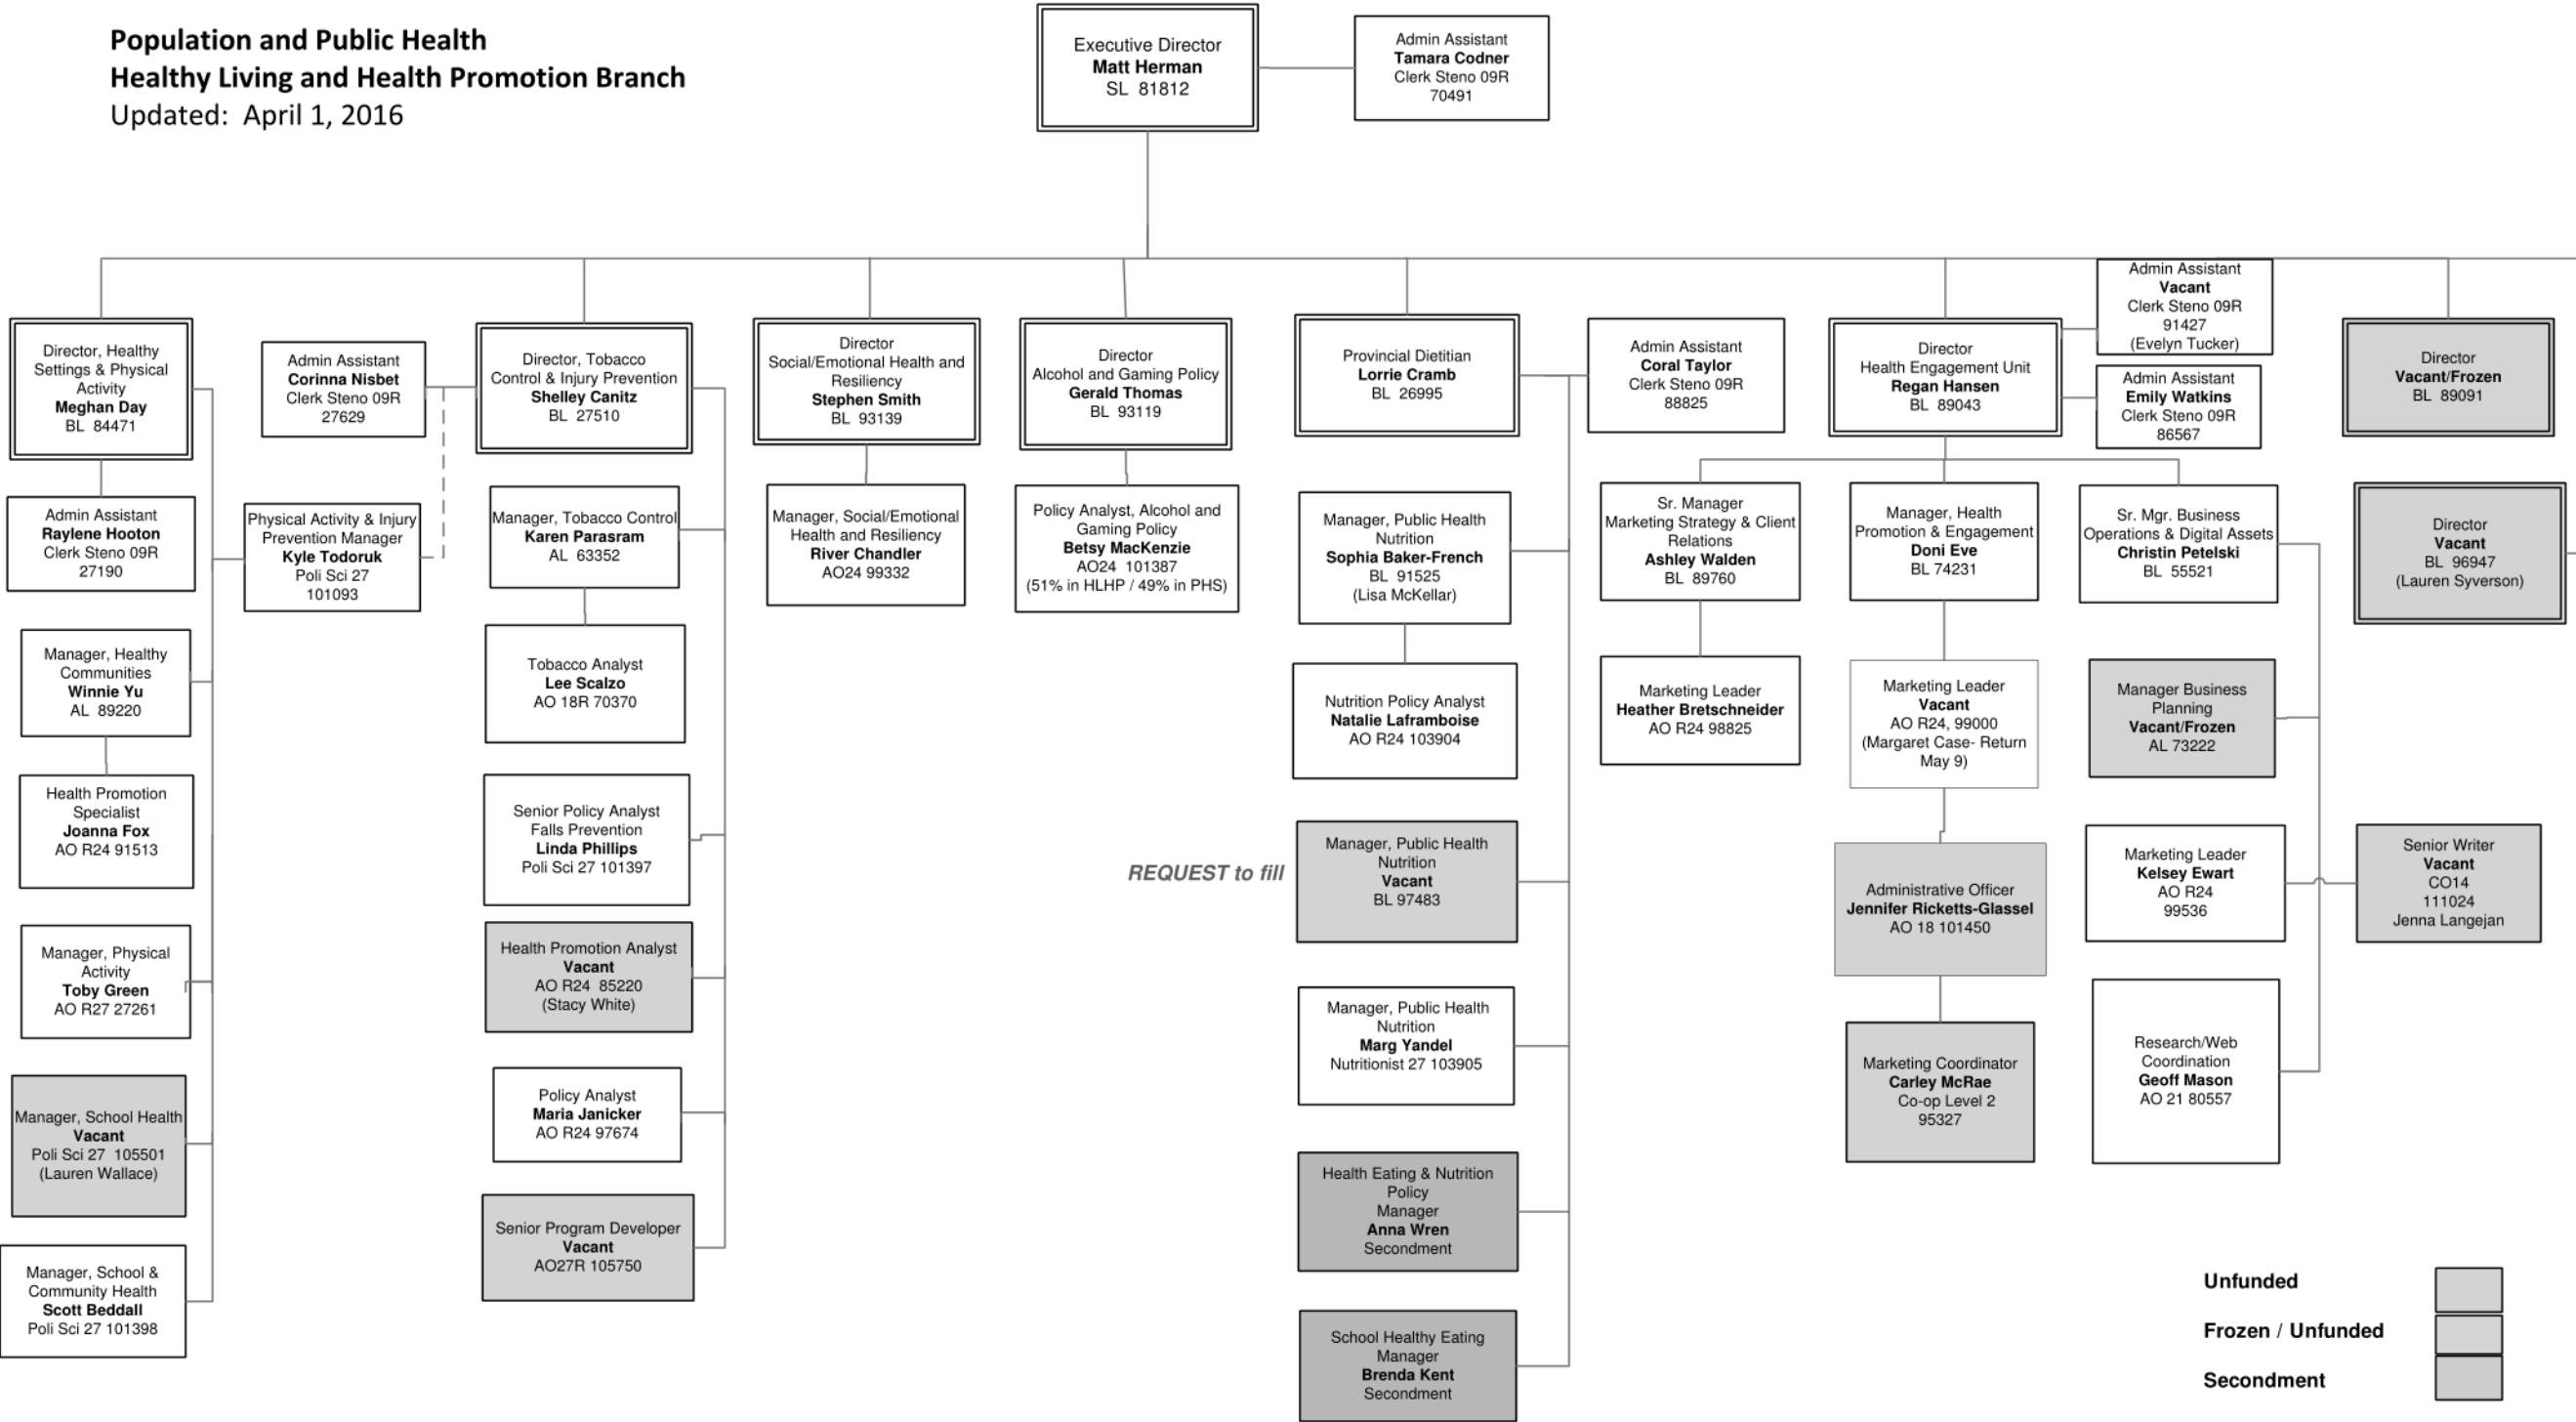 Population and Public Health
Healthy Living and Health Promotion Branch
Updated:  April 1, 2016
Executive Director
Matt Herman
SL  81812
Admin Assistant
Tamara Codner
Clerk Steno 09R
70491
Director, Healthy
Settings & Physical
Activity
Meghan Day
BL  84471
Admin Assistant
Raylene Hooton
Clerk Steno 09R
27190
Manager, Healthy
Communities
Winnie Yu
AL  89220
Health Promotion
Specialist
Joanna Fox
AO R24 91513
Manager, Physical
Activity
Toby Green
AO R27 27261
Manager, School Health
Vacant
Poli Sci 27  105501
(Lauren Wallace)
Manager, School &
Community Health
Scott Beddall
Poli Sci 27 101398
Admin Assistant
Corinna Nisbet
Clerk Steno 09R
27629
Physical Activity & Injury
Prevention Manager
Kyle Todoruk
Poli Sci 27
101093
Director, Tobacco
Control & Injury Prevention
Shelley Canitz
BL  27510
Manager, Tobacco Control
Karen Parasram
AL  63352
Tobacco Analyst
Lee Scalzo
AO 18R 70370
Senior Policy Analyst
Falls Prevention
Linda Phillips
Poli Sci 27 101397
Health Promotion Analyst
Vacant
AO R24  85220
(Stacy White)
Policy Analyst
Maria Janicker
AO R24 97674
Senior Program Developer
Vacant
AO27R 105750
Director
Social/Emotional Health and
Resiliency
Stephen Smith
BL  93139
Manager, Social/Emotional
Health and Resiliency
River Chandler
AO24 99332
Director
Alcohol and Gaming Policy
Gerald Thomas
BL  93119
Policy Analyst, Alcohol and
Gaming Policy
Betsy MacKenzie
AO24  101387
(51% in HLHP / 49% in PHS)
Provincial Dietitian
Lorrie Cramb
BL  26995
Admin Assistant
Coral Taylor
Clerk Steno 09R
88825
Manager, Public Health
Nutrition
Sophia Baker-French
BL  91525
(Lisa McKellar)
Nutrition Policy Analyst
Natalie Laframboise
AO R24 103904
REQUEST to fill
Manager, Public Health
Nutrition
Vacant
BL 97483
Manager, Public Health
Nutrition
Marg Yandel
Nutritionist 27 103905
Health Eating & Nutrition
Policy
Manager
Anna Wren
Secondment
School Healthy Eating
Manager
Brenda Kent
Secondment
Director
Health Engagement Unit
Regan Hansen
BL  89043
Admin Assistant
Vacant
Clerk Steno 09R
91427
(Evelyn Tucker)
Admin Assistant
Emily Watkins
Clerk Steno 09R
86567
Sr. Manager
Marketing Strategy & Client
Relations
Ashley Walden
BL  89760
Marketing Leader
Heather Bretschneider
AO R24 98825
Manager, Health
Promotion & Engagement
Doni Eve
BL 74231
Marketing Leader
Vacant
AO R24, 99000
(Margaret Case- Return
May 9)
Administrative Officer
Jennifer Ricketts-Glassel
AO 18 101450
Marketing Coordinator
Carley McRae
Co-op Level 2
95327
Sr. Mgr. Business
Operations & Digital Assets
Christin Petelski
BL  55521
Manager Business
Planning
Vacant/Frozen
AL 73222
Marketing Leader
Kelsey Ewart
AO R24
99536
Research/Web
Coordination
Geoff Mason
AO 21 80557
Director
Vacant/Frozen
BL  89091
Director
Vacant
BL  96947
(Lauren Syverson)
Senior Writer
Vacant
CO14
111024
Jenna Langejan
Unfunded
Frozen / Unfunded
Secondment